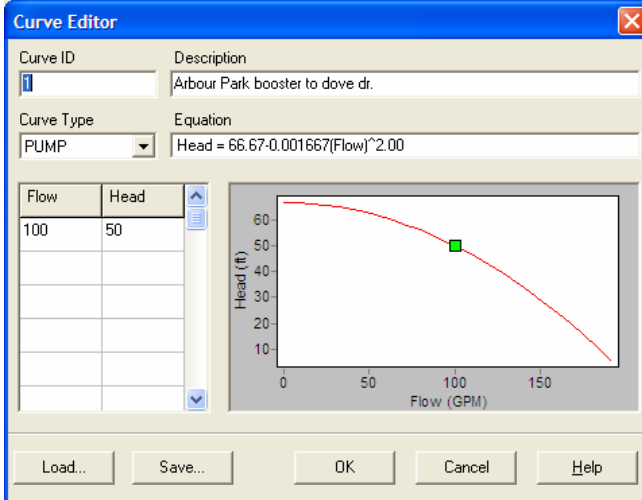 Curve Editor
Curve ID Description
1 Arbour Park booster to dove dr.
Curve Type Equation
PUMP Head = 66.67-0.001667(Flow)^2.00
Flow Head
100 50
60
50
40
30
20
10
Head (ft)
0 50 100 150
Flow (GPM)
Load... Save... OK Cancel Help